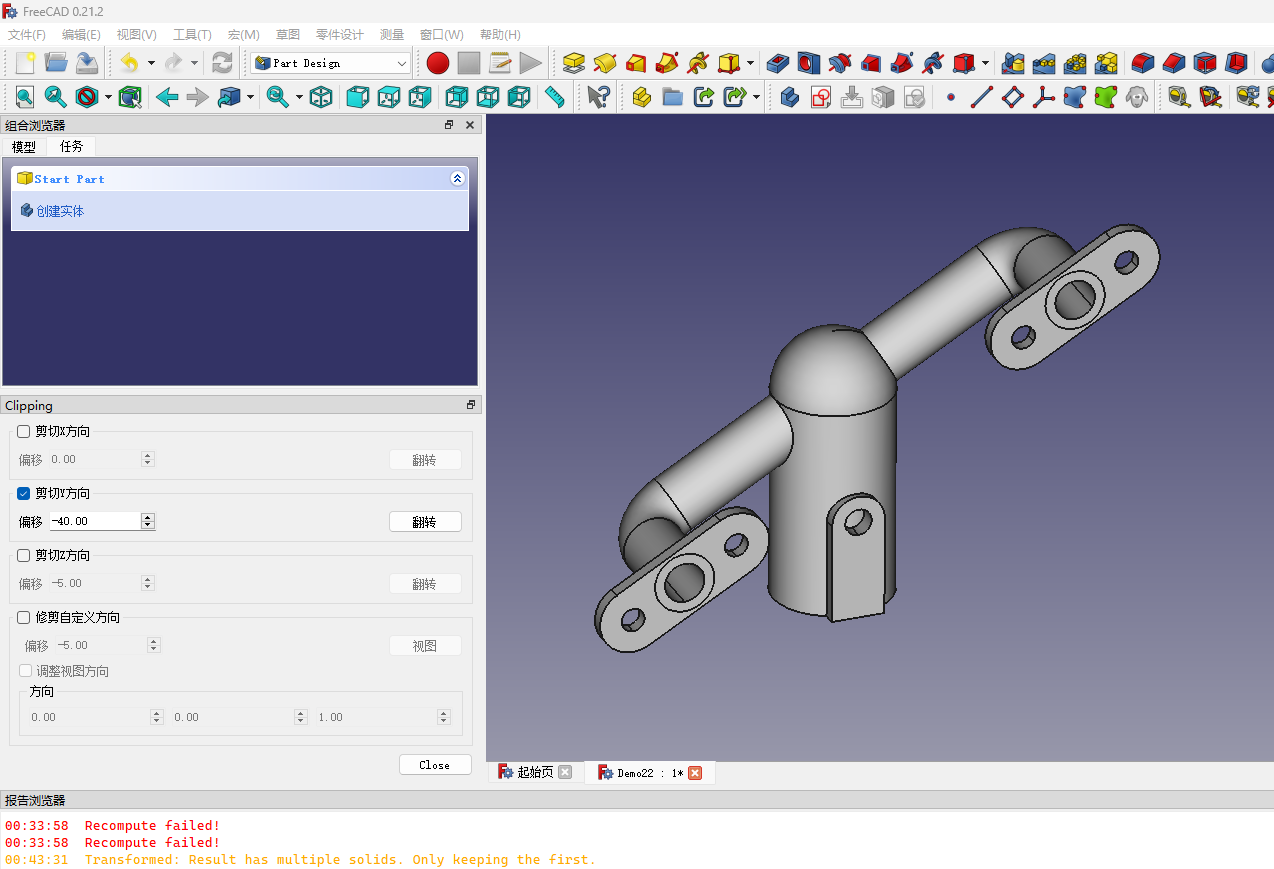 FreeCAD 0.21.2
文件(F) 编辑(E) 视图(V) 工具(T) 宏(M) 草图 零件设计 测量 窗口(W) 帮助(H)
Part Design
组合浏览器
模型 任务
Start Part
创建实体
Clipping
剪切X方向
偏移 0.00 翻转
剪切Y方向
偏移 -40.00 翻转
剪切Z方向
偏移 -5.00 翻转
修剪自定义方向
偏移 -5.00 视图
调整视图方向
方向
0.00 0.00 1.00
Close
起始页 Demo22 : 1*
报告浏览器
00:33:58 Recompute failed!
00:33:58 Recompute failed!
00:43:31 Transformed: Result has multiple solids. Only keeping the first.